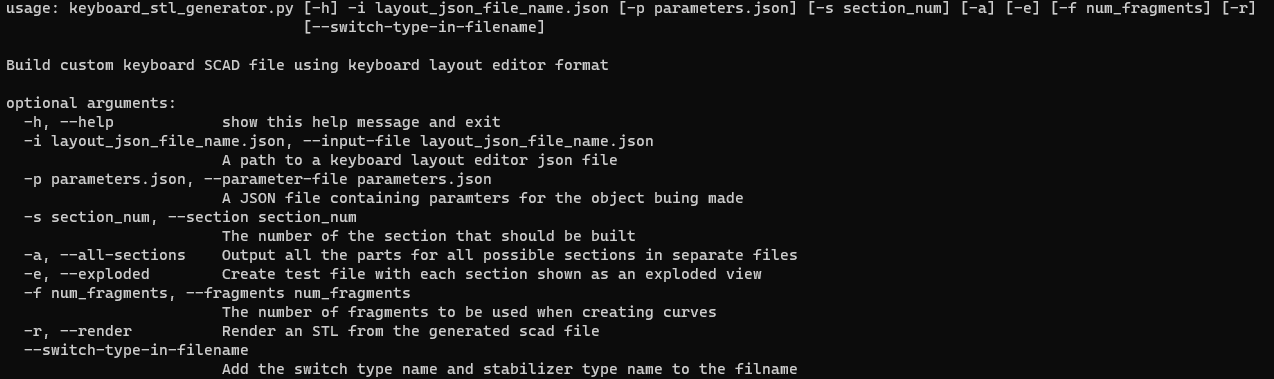 usage: keyboard_stl_generator.py [-h] -i layout_json_file_name.json [-p parameters.json] [-s section_num] [-a] [-e] [-f num_fragments] [-r]
[--switch-type-in-filename]
Build custom keyboard SCAD file using keyboard layout editor format
optional arguments:
-h, --help show this help message and exit
-i layout_json_file_name.json, --input-file layout_json_file_name.json
A path to a keyboard layout editor json file
-p parameters.json, --parameter-file parameters.json
A JSON file containing paramters for the object buing made
-s section_num, --section section_num
The number of the section that should be built
-a, --all-sections Output all the parts for all possible sections in separate files
-e, --exploded Create test file with each section shown as an exploded view
-f num_fragments, --fragments num_fragments
The number of fragments to be used when creating curves
-r, --render Render an STL from the generated scad file
--switch-type-in-filename
Add the switch type name and stabilizer type name to the filname